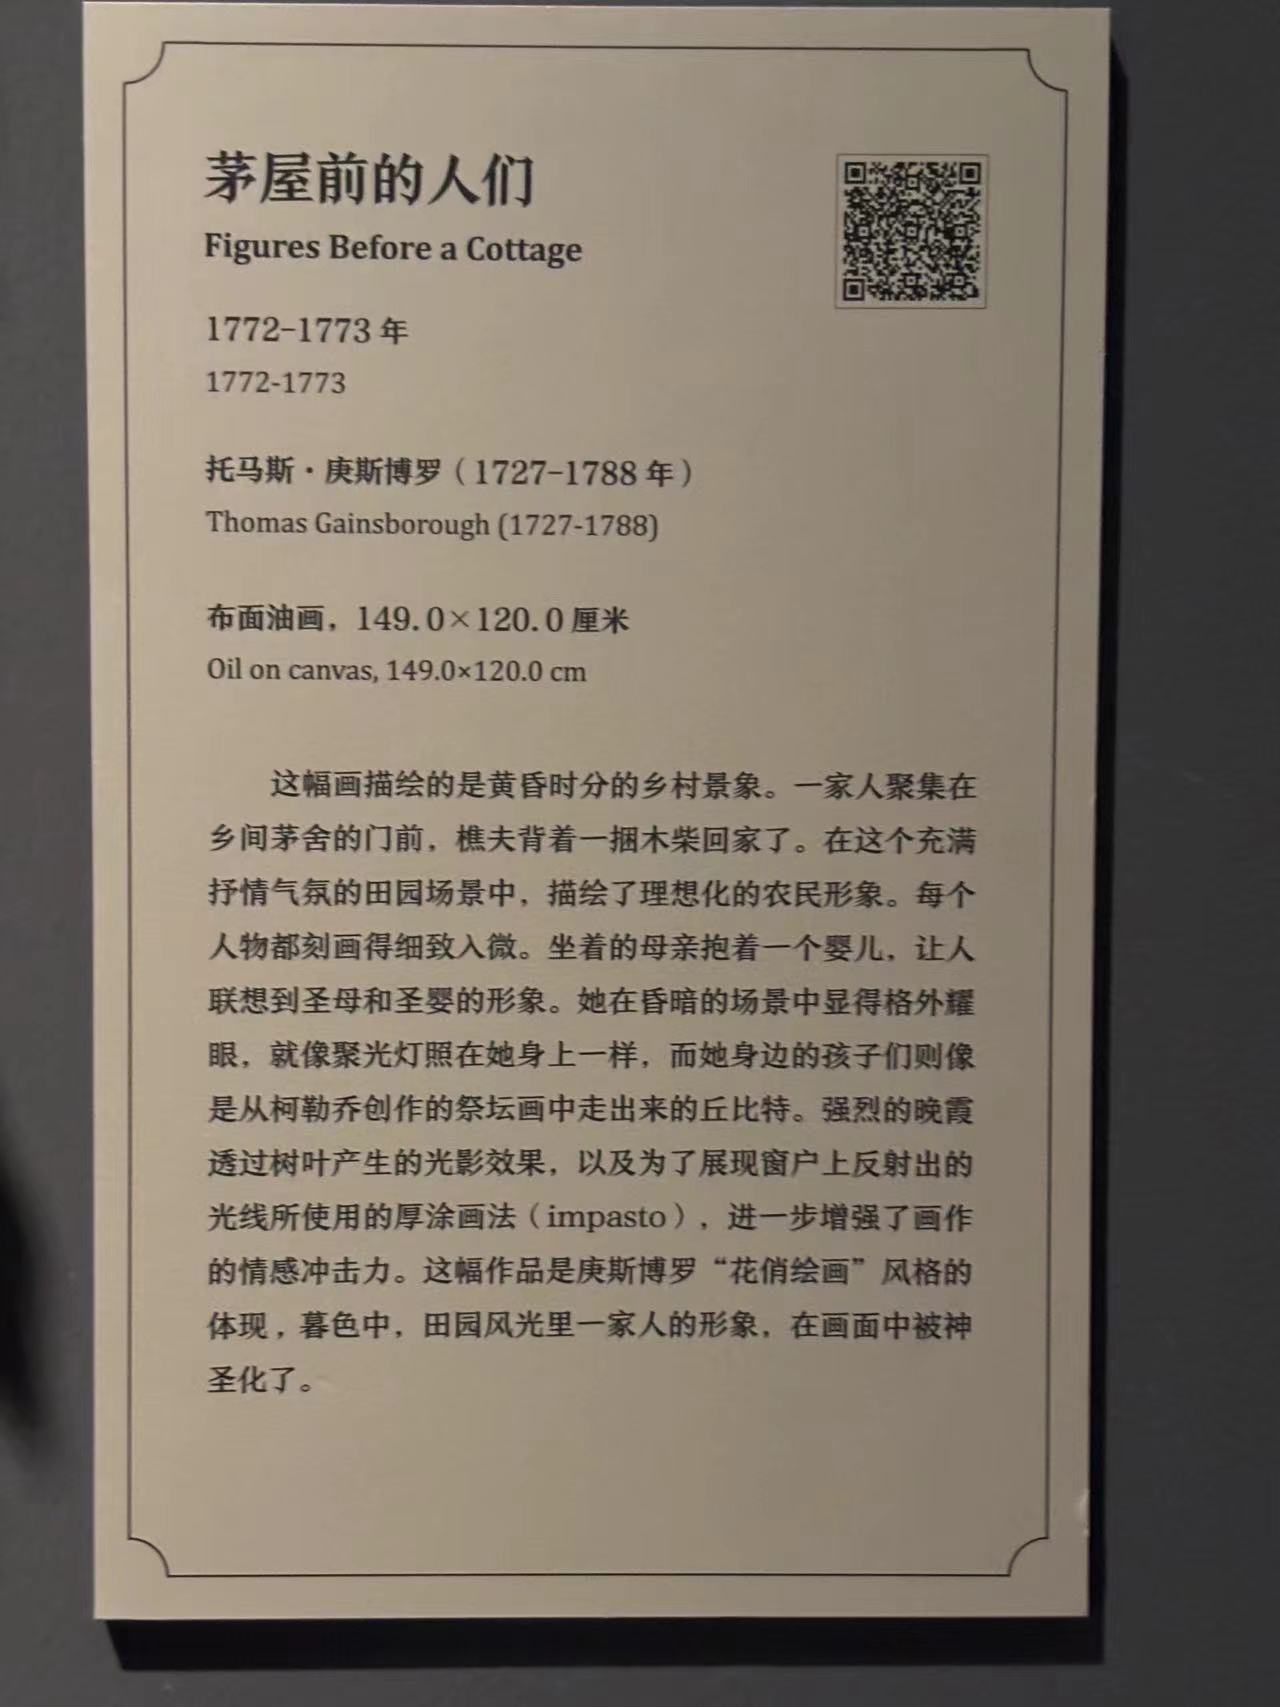 茅屋前的人们
Figures Before a Cottage
1772-1773 年
1772-1773
托马斯·庚斯博罗（1727-1788 年）
Thomas Gainsborough (1727-1788)
布面油画，149.0×120.0 厘米
Oil on canvas, 149.0×120.0 cm
这幅画描绘的是黄昏时分的乡村景象。一家人聚集在
乡间茅舍的门前，樵夫背着一捆木柴回家了。在这个充满
抒情气氛的田园场景中，描绘了理想化的农民形象。每个
人物都刻画得细致入微。坐着的母亲抱着一个婴儿，让人
联想到圣母和圣婴的形象。她在昏暗的场景中显得格外耀
眼，就像聚光灯照在她身上一样，而她身边的孩子们则像
是从柯勒乔创作的祭坛画中走出来的丘比特。强烈的晚霞
透过树叶产生的光影效果，以及为了展现窗户上反射出的
光线所使用的厚涂画法（impasto），进一步增强了画作
的情感冲击力。这幅作品是庚斯博罗“花俏绘画”风格的
体现，暮色中，田园风光里一家人的形象，在画面中被神
圣化了。